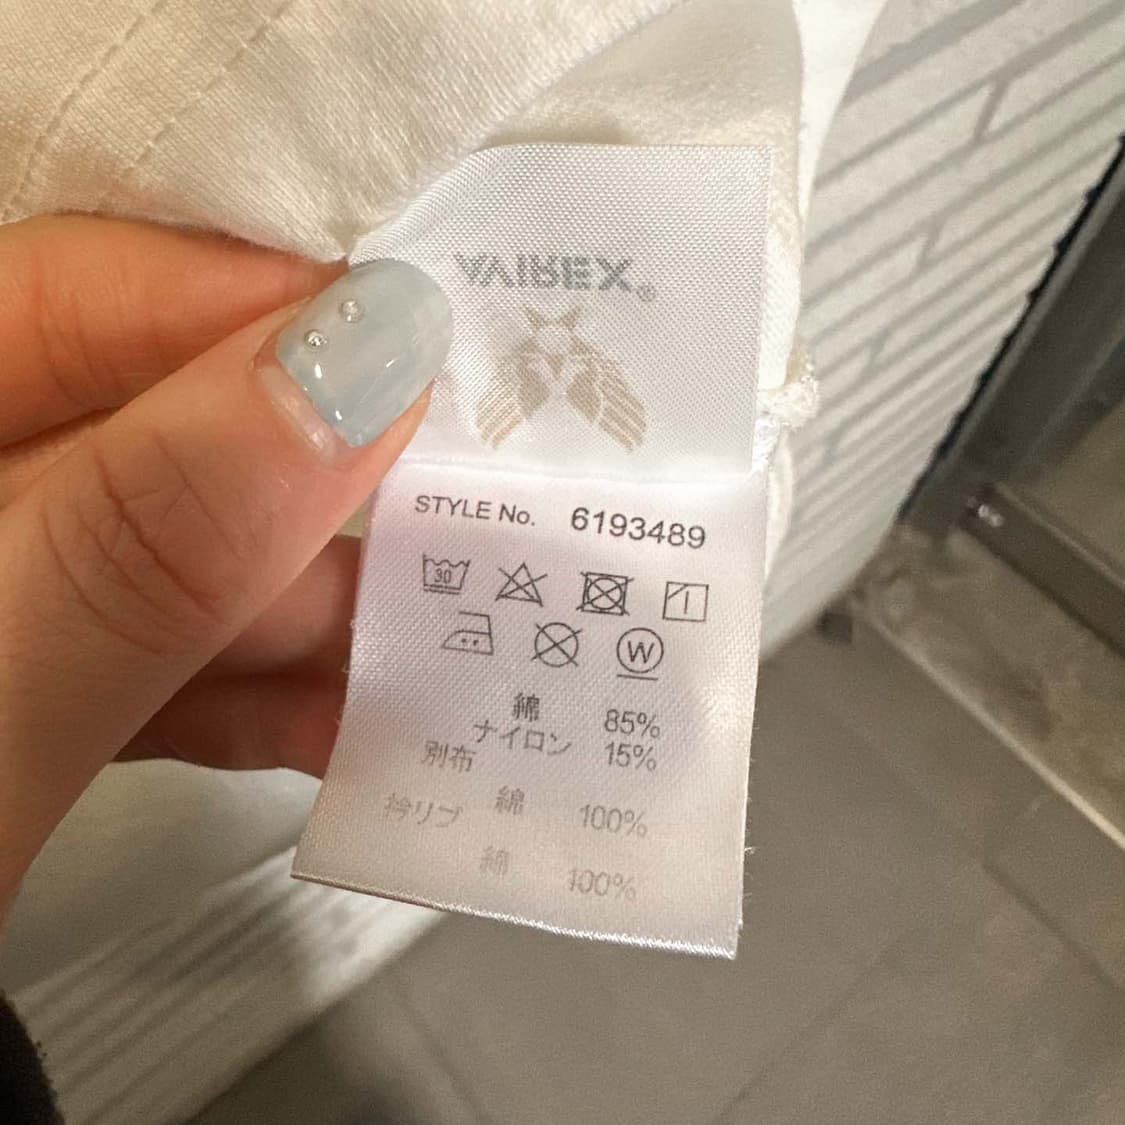 AVIREX®
STYLE No. 6193489
30
W
綿 85%
ナイロン 15%
別布
綿 100%
衿リブ
綿 100%